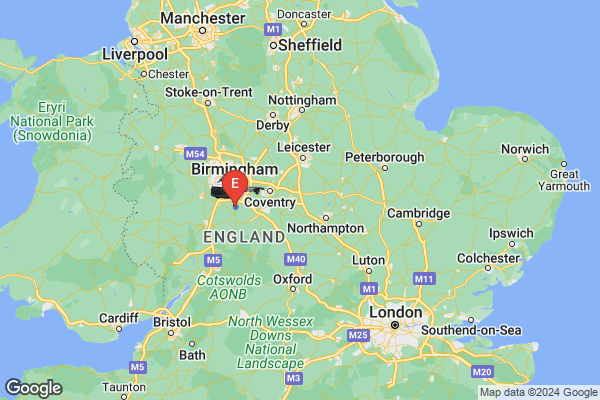 Doncaster
Manchester
M1
Liverpool
Sheffield
Chester
Stoke-on-Trent
Eryri
National Park
(Snowdonia)
Nottingham
Derby
M54
Leicester
Peterborough
Norwich
Birmingham
Great
Yarmouth
E
Coventry
Cambridge
Northampton
ENGLAND
Ipswich
M5
M40
Luton
Colchester
Cotswolds
AONB
Oxford
M1
M11
London
Cardiff
Bristol
North Wessex
Downs
National
Landscape
Southend-on-Sea
M25
Bath
M5
M20
M3
Taunton
Google
Map data ©2024 Google